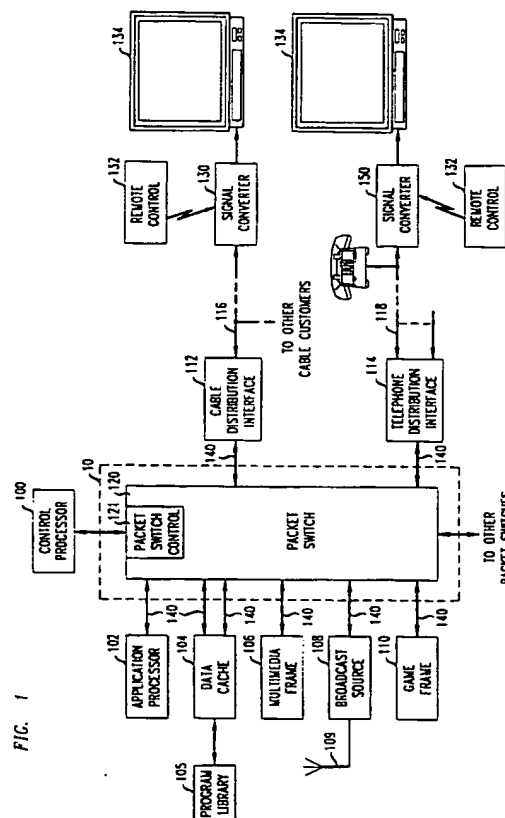 FIG. 1
100
CONTROL
PROCESSOR
10
120
121
PACKET
SWITCH
CONTROL
PACKET
SWITCH
102
APPLICATION
PROCESSOR
140
104
DATA
CACHE
140
140
105
PROGRAM
LIBRARY
106
MULTIMEDIA
FRAME
140
108
BROADCAST
SOURCE
140
109
110
GAME
FRAME
140
TO OTHER
PACKET SWITCHES
140
112
CABLE
DISTRIBUTION
INTERFACE
116
TO OTHER
CABLE CUSTOMERS
132
REMOTE
CONTROL
130
SIGNAL
CONVERTER
134
140
114
TELEPHONE
DISTRIBUTION
INTERFACE
118
150
SIGNAL
CONVERTER
132
REMOTE
CONTROL
134